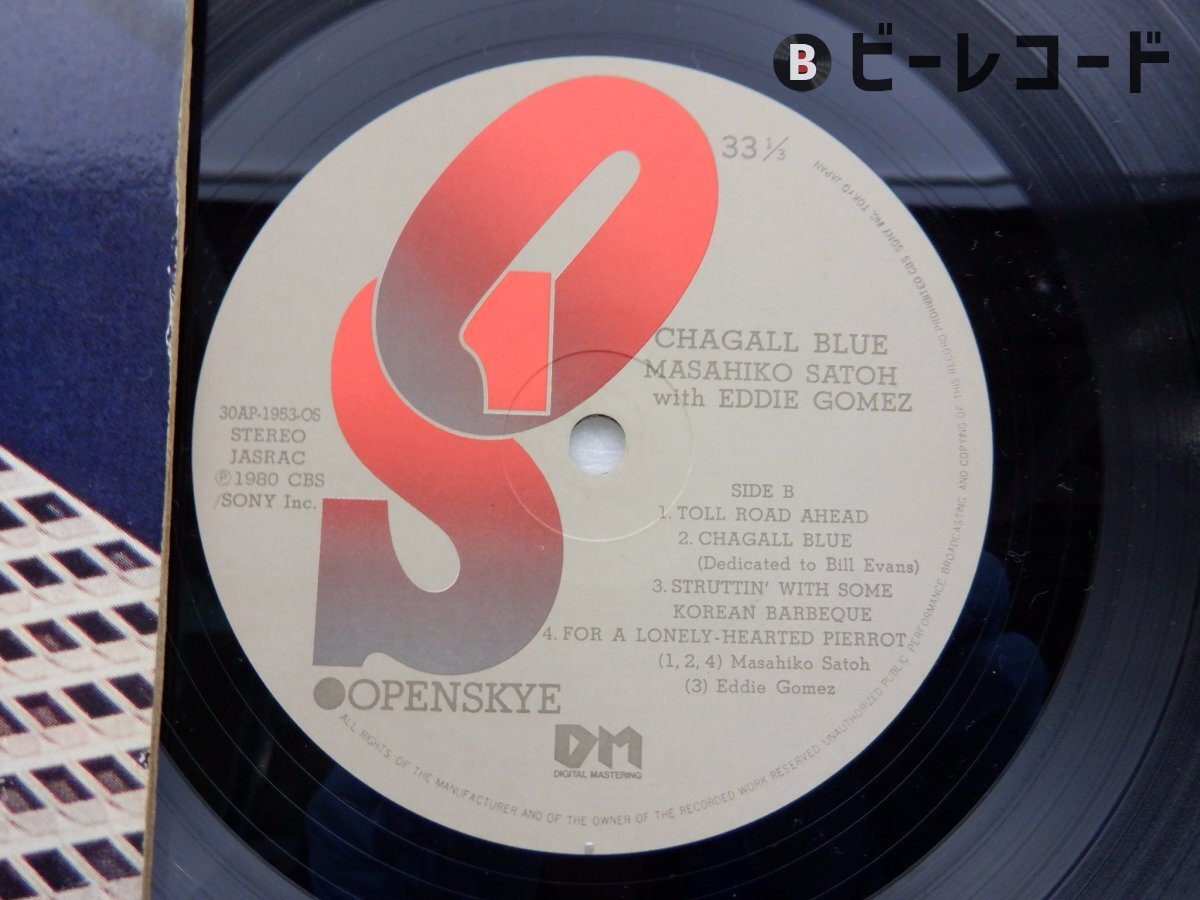 B ビーレコード
33 1/3
CHAGALL BLUE
MASAHIKO SATOH
with EDDIE GOMEZ
30AP-1953-OS
STEREO
JASRAC
Ⓟ1980 CBS
/SONY Inc.
SIDE B
1. TOLL ROAD AHEAD
2. CHAGALL BLUE
(Dedicated to Bill Evans)
3. STRUTTIN' WITH SOME
KOREAN BARBEQUE
4. FOR A LONELY-HEARTED PIERROT
(1, 2, 4) Masahiko Satoh
(3) Eddie Gomez
OS
OPENSKYE
DM
DIGITAL MASTERING
ALL RIGHTS OF THE MANUFACTURER AND OF THE OWNER OF THE RECORDED WORK RESERVED. UNAUTHORIZED PUBLIC PERFORMANCE, BROADCASTING AND COPYING OF THIS RECORD PROHIBITED CBS SONY INC. TOKYO JAPAN